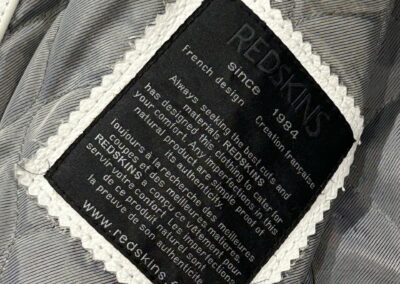 REDSKINS
since 1984
French design Création française
Always seeking the best cuts and
materials, REDSKINS
has designed this clothing to cater for
your comfort. Any imperfections in this
natural product are simple proof of
its authenticity.
Toujours à la recherche des meilleures
coupes et des meilleures
REDSKINS a conçu ce vêtement pour
servir votre confort. Les imper
de ce produit naturel sont
la preuve de son authenticité
www.redskins.